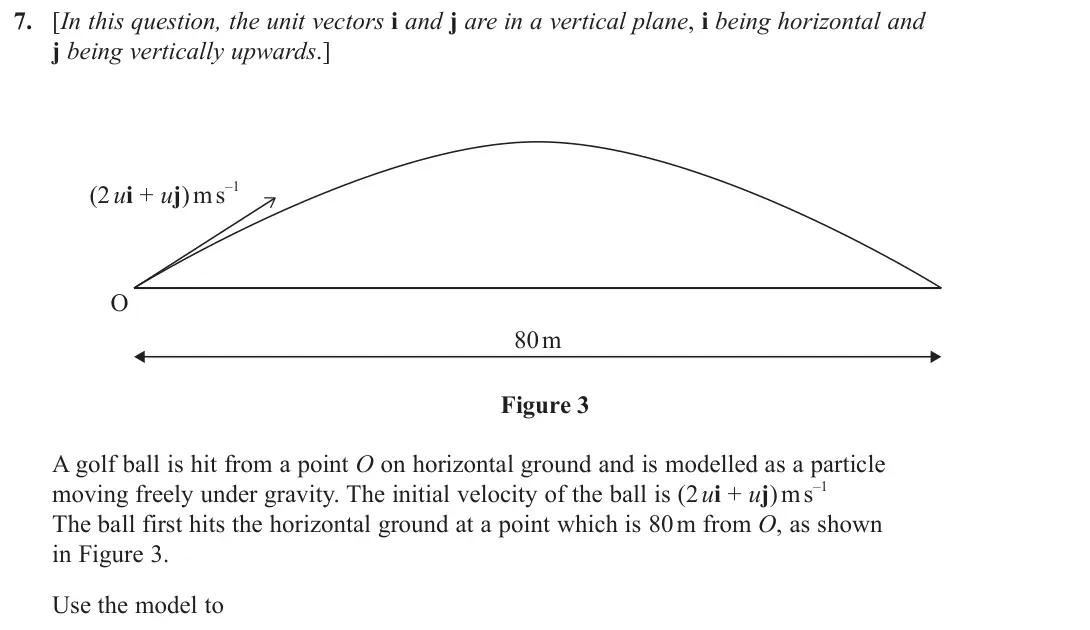 7. [In this question, the unit vectors i and j are in a vertical plane, i being horizontal and
j being vertically upwards.]
(2ui + uj) m s⁻¹
O
80 m
Figure 3
A golf ball is hit from a point O on horizontal ground and is modelled as a particle
moving freely under gravity. The initial velocity of the ball is (2ui + uj) m s⁻¹
The ball first hits the horizontal ground at a point which is 80 m from O, as shown
in Figure 3.
Use the model to